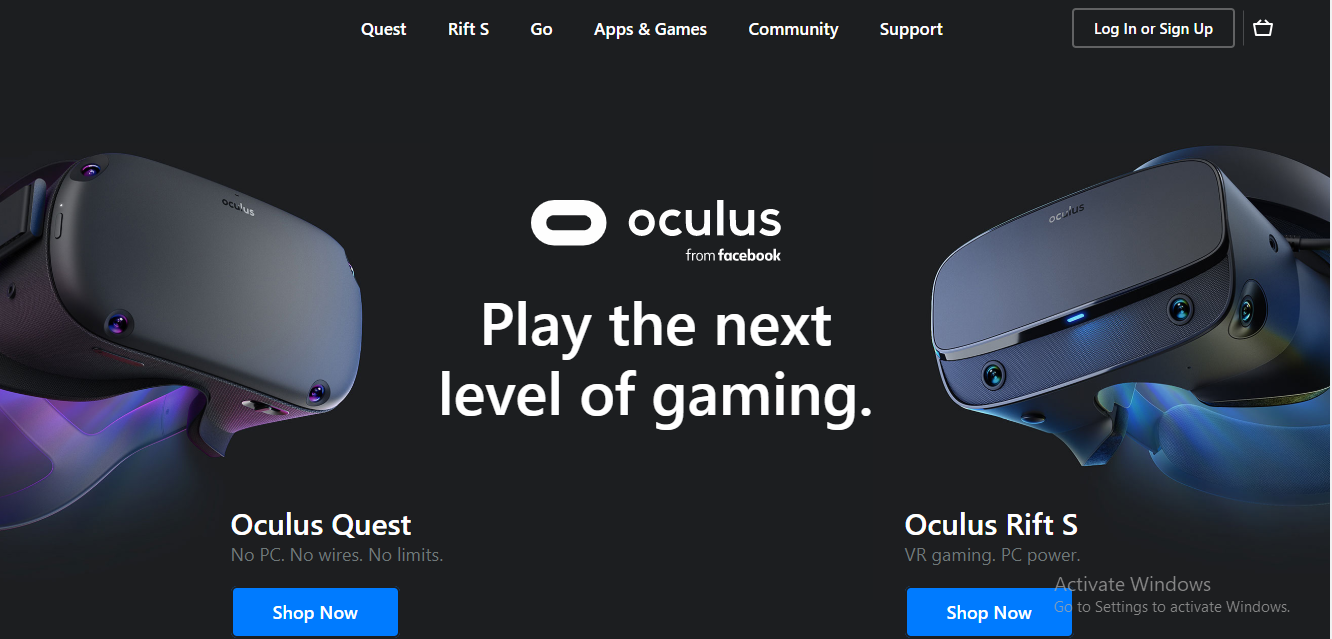 Quest Rift S Go Apps & Games Community Support Log In or Sign Up
oculus
oculus
oculus
from facebook
Play the next
level of gaming.
Oculus Quest
No PC. No wires. No limits.
Shop Now
Oculus Rift S
VR gaming. PC power.
Shop Now
Activate Windows
Go to Settings to activate Windows.